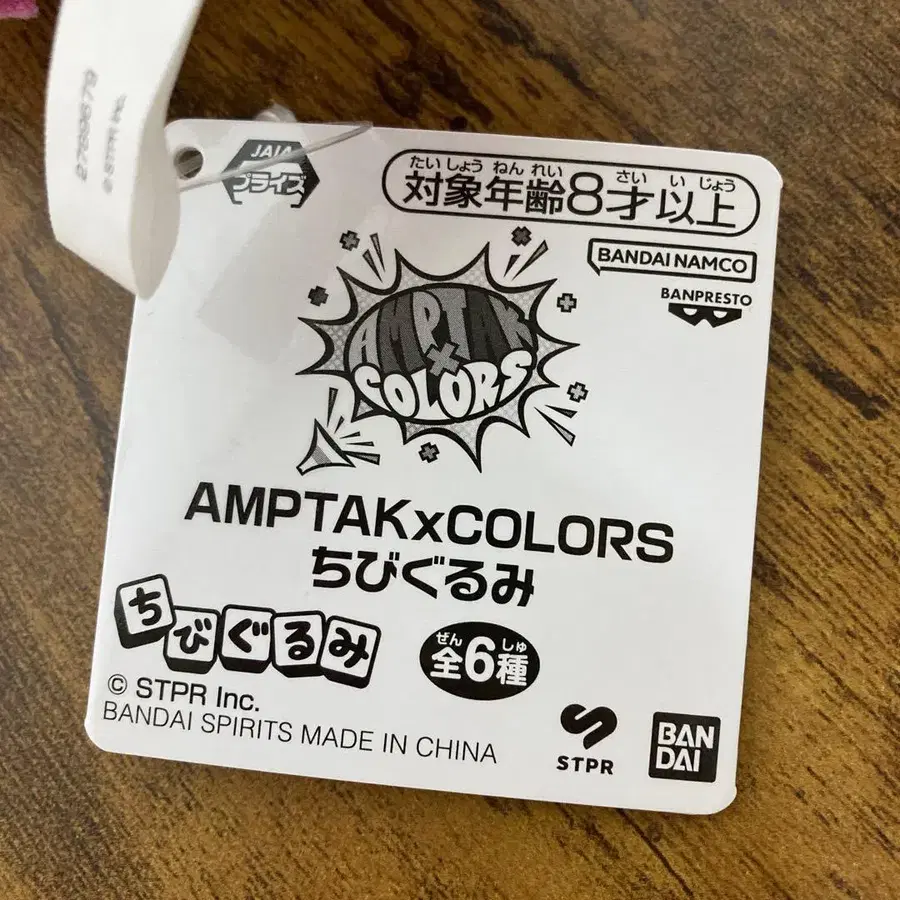 2789679
© STPR Inc.
JAIA
プライズ
たいしょうねんれい さい いじょう
対象年齢8才以上
BANDAI NAMCO
BANPRESTO
AMPTAK
×
COLORS
AMPTAKxCOLORS
ちびぐるみ
ちびぐるみ
ぜん しゅ
全6種
© STPR Inc.
BANDAI SPIRITS MADE IN CHINA
STPR
BAN
DAI